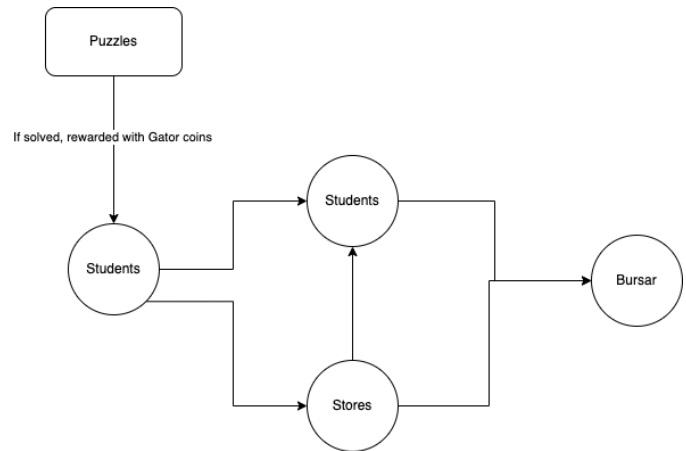 Puzzles
If solved, rewarded with Gator coins
Students
Students
Bursar
Stores